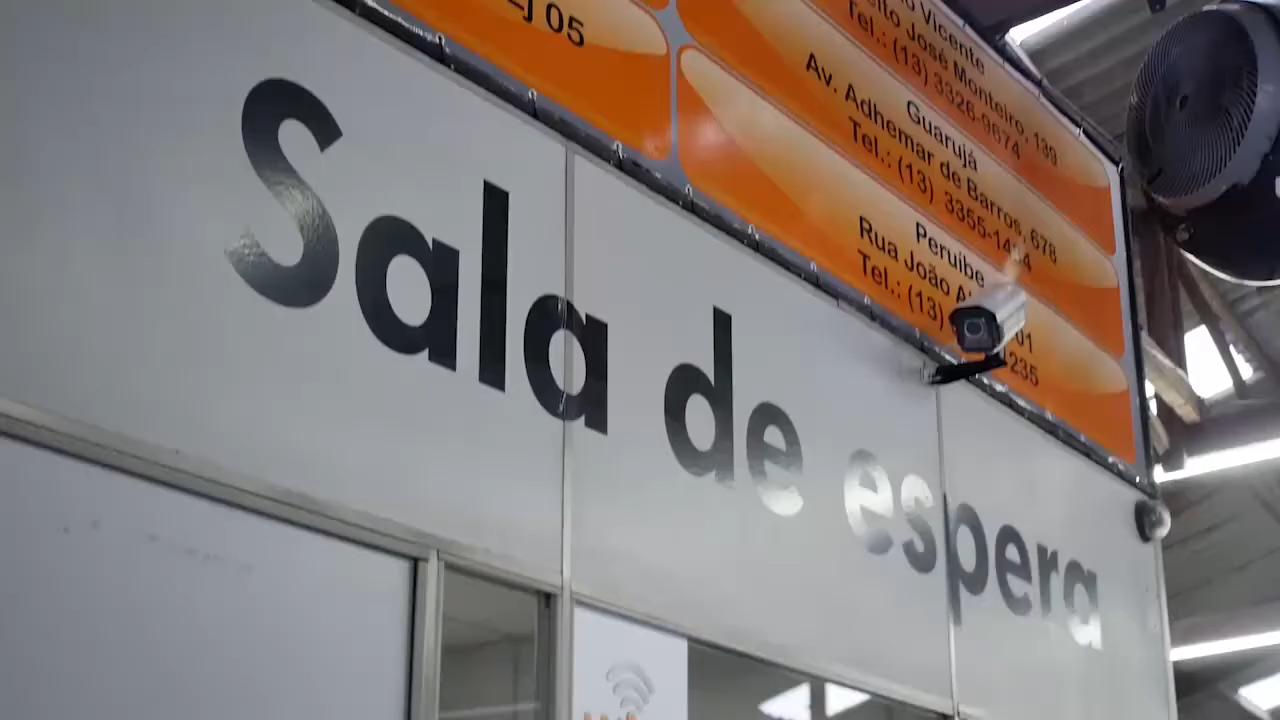 05
Vicente
José Monteiro, 139
Tel.: (13) 3326-9674
Guarujá
Av. Adhemar de Barros, 678
Tel.: (13) 3355-14
Peruíbe
Rua João
Tel.: (13)
01
235
Sala de espera